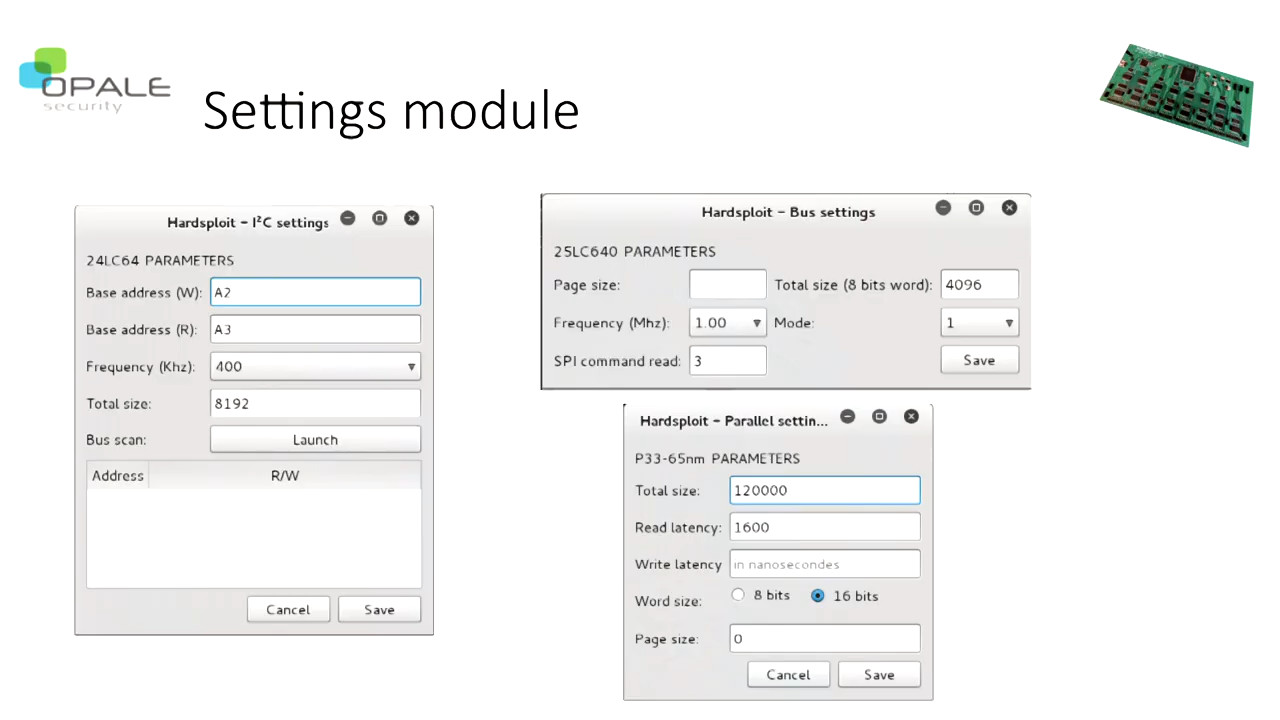 OPALE
security
Settings module
Hardsploit - I²C settings
24LC64 PARAMETERS
Base address (W): A2
Base address (R): A3
Frequency (Khz): 400
Total size: 8192
Bus scan: Launch
Address R/W
Cancel Save
Hardsploit - Bus settings
25LC640 PARAMETERS
Page size: Total size (8 bits word): 4096
Frequency (Mhz): 1.00 Mode: 1
SPI command read: 3 Save
Hardsploit - Parallel settin...
P33-65nm PARAMETERS
Total size: 120000
Read latency: 1600
Write latency in nanosecondes
Word size: 8 bits 16 bits
Page size: 0
Cancel Save